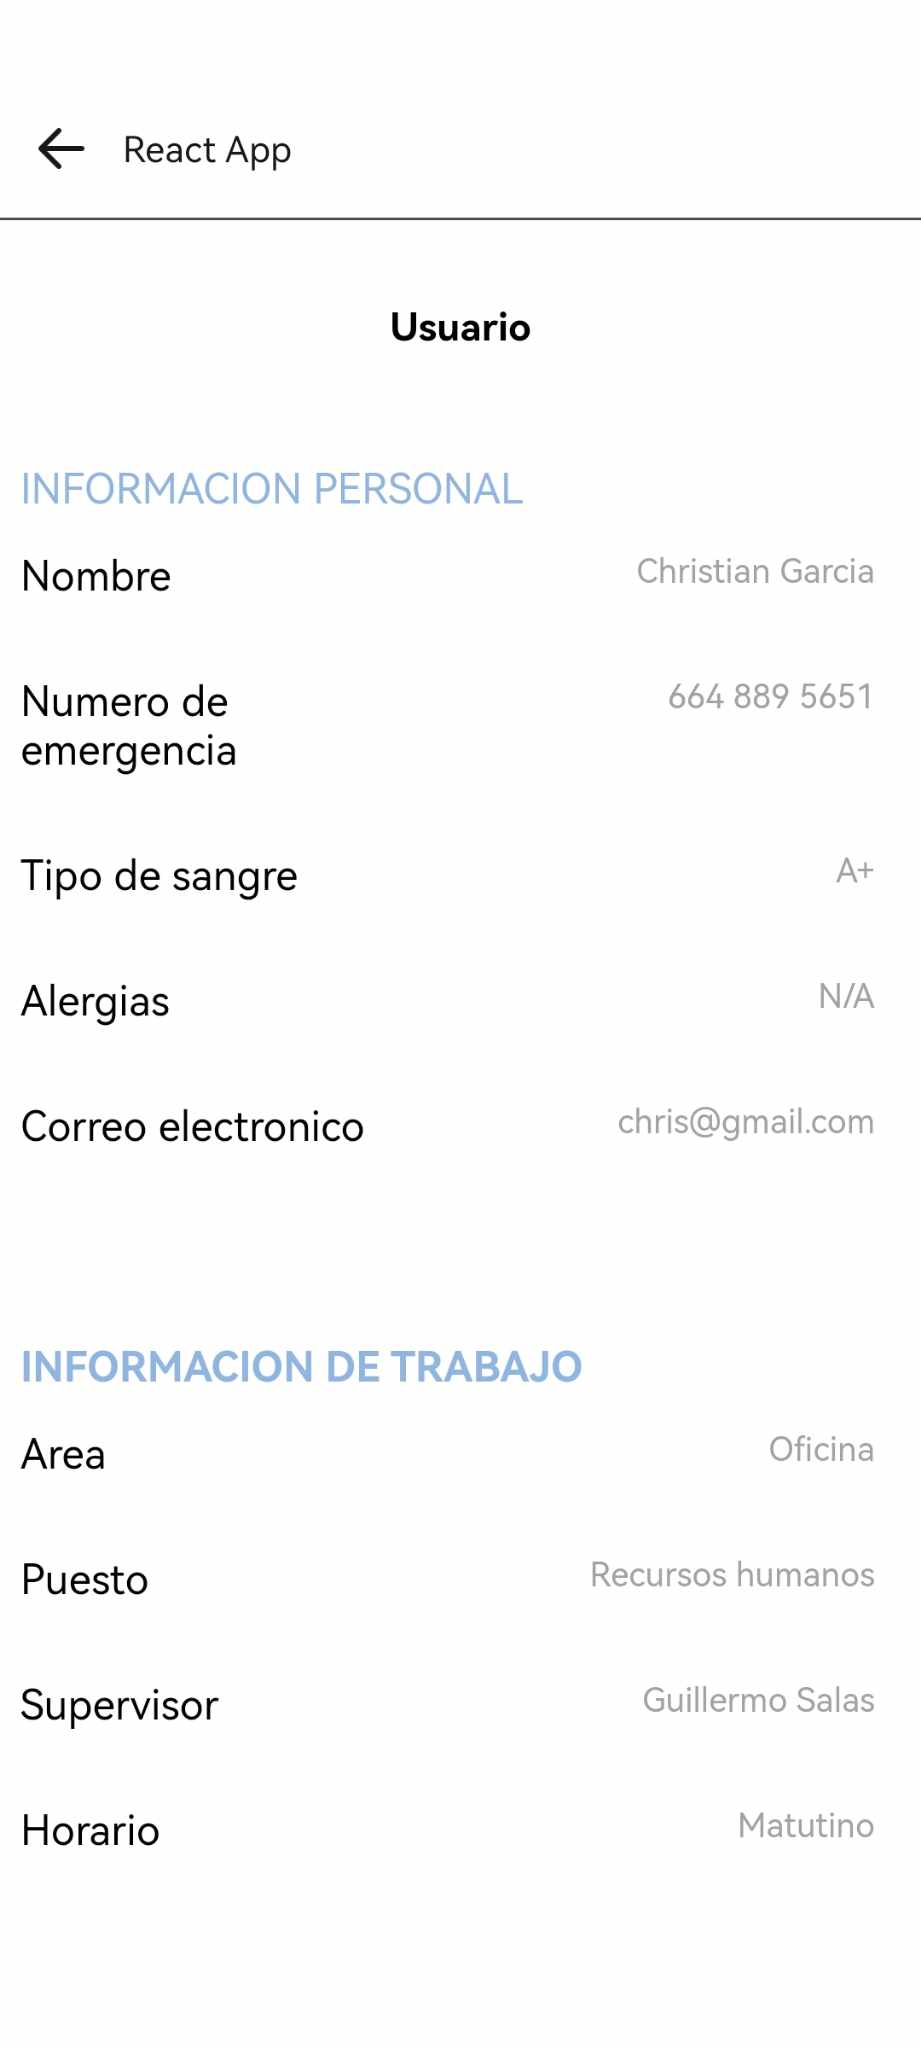 React App
Usuario
INFORMACION PERSONAL
Nombre Christian Garcia
Numero de 664 889 5651
emergencia
Tipo de sangre A+
Alergias N/A
Correo electronico chris@gmail.com
INFORMACION DE TRABAJO
Area Oficina
Puesto Recursos humanos
Supervisor Guillermo Salas
Horario Matutino